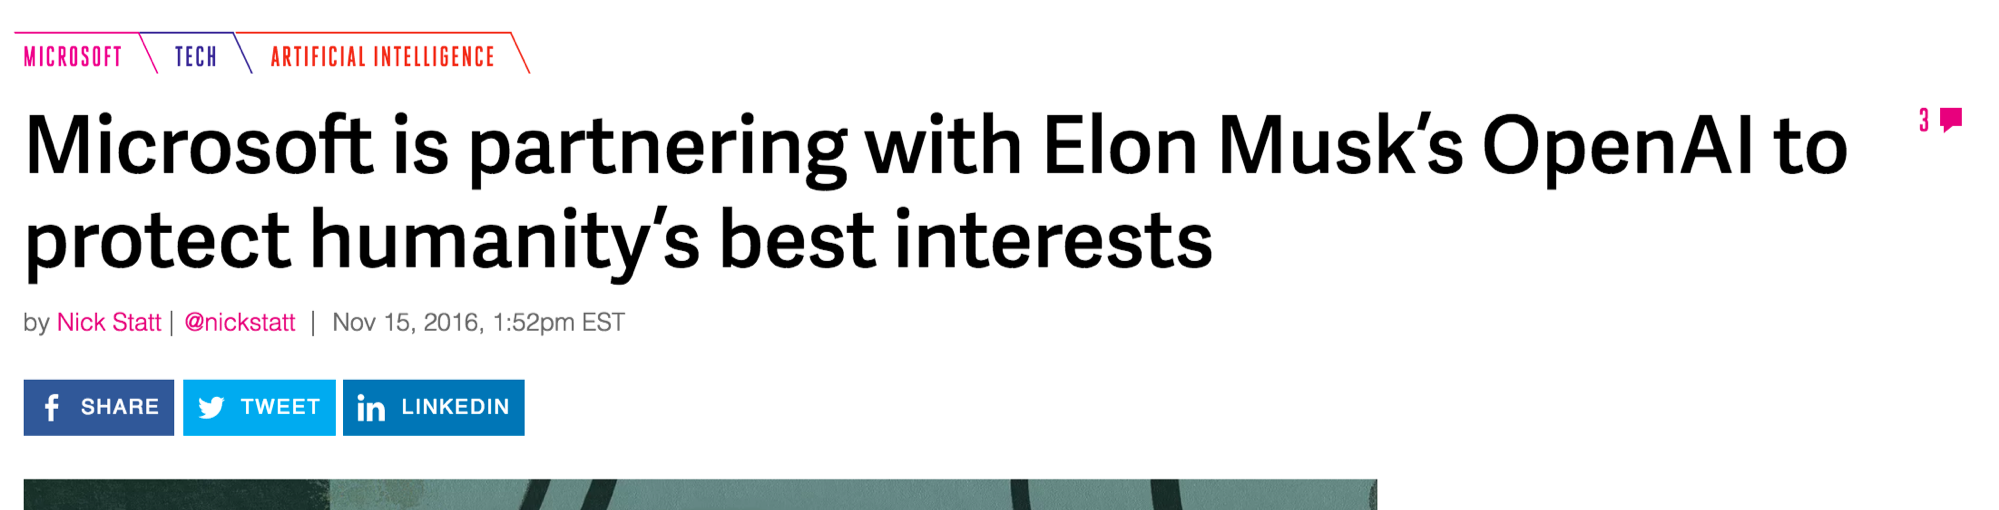 MICROSOFT TECH ARTIFICIAL INTELLIGENCE
Microsoft is partnering with Elon Musk’s OpenAI to
protect humanity’s best interests
3
by Nick Statt | @nickstatt | Nov 15, 2016, 1:52pm EST
SHARE TWEET LINKEDIN